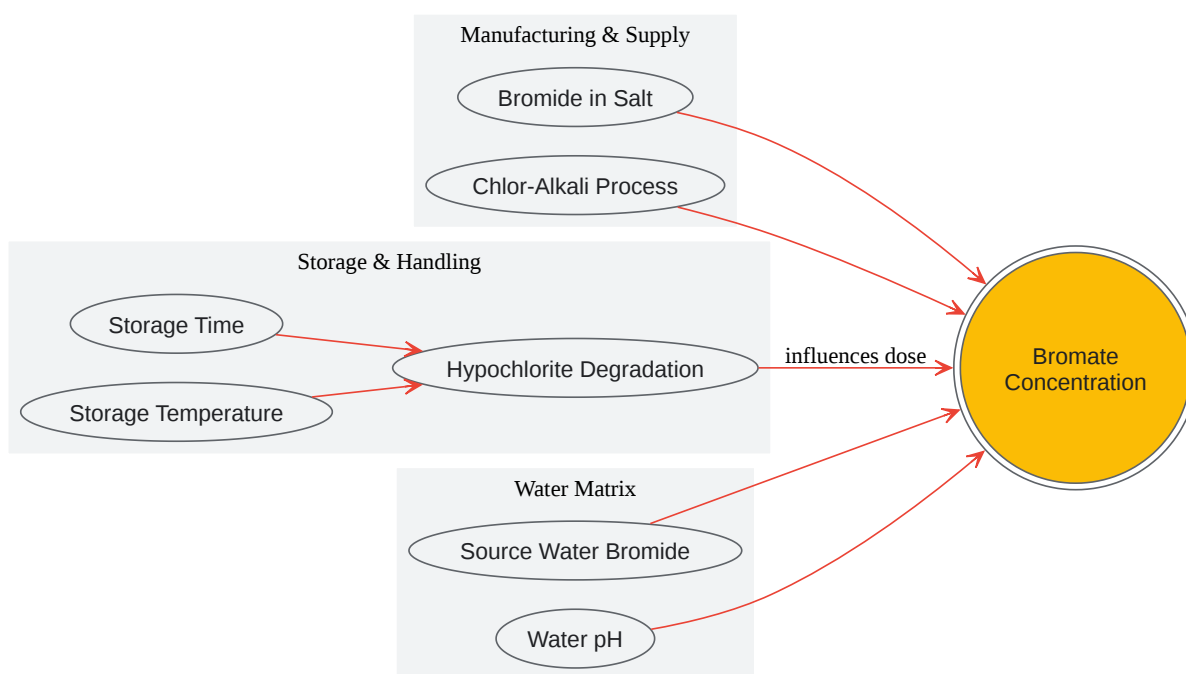 Manufacturing & Supply
Bromide in Salt
Chlor-Alkali Process
Storage & Handling
Storage Time
Hypochlorite Degradation
Storage Temperature
influences dose
Bromate
Concentration
Water Matrix
Source Water Bromide
Water pH